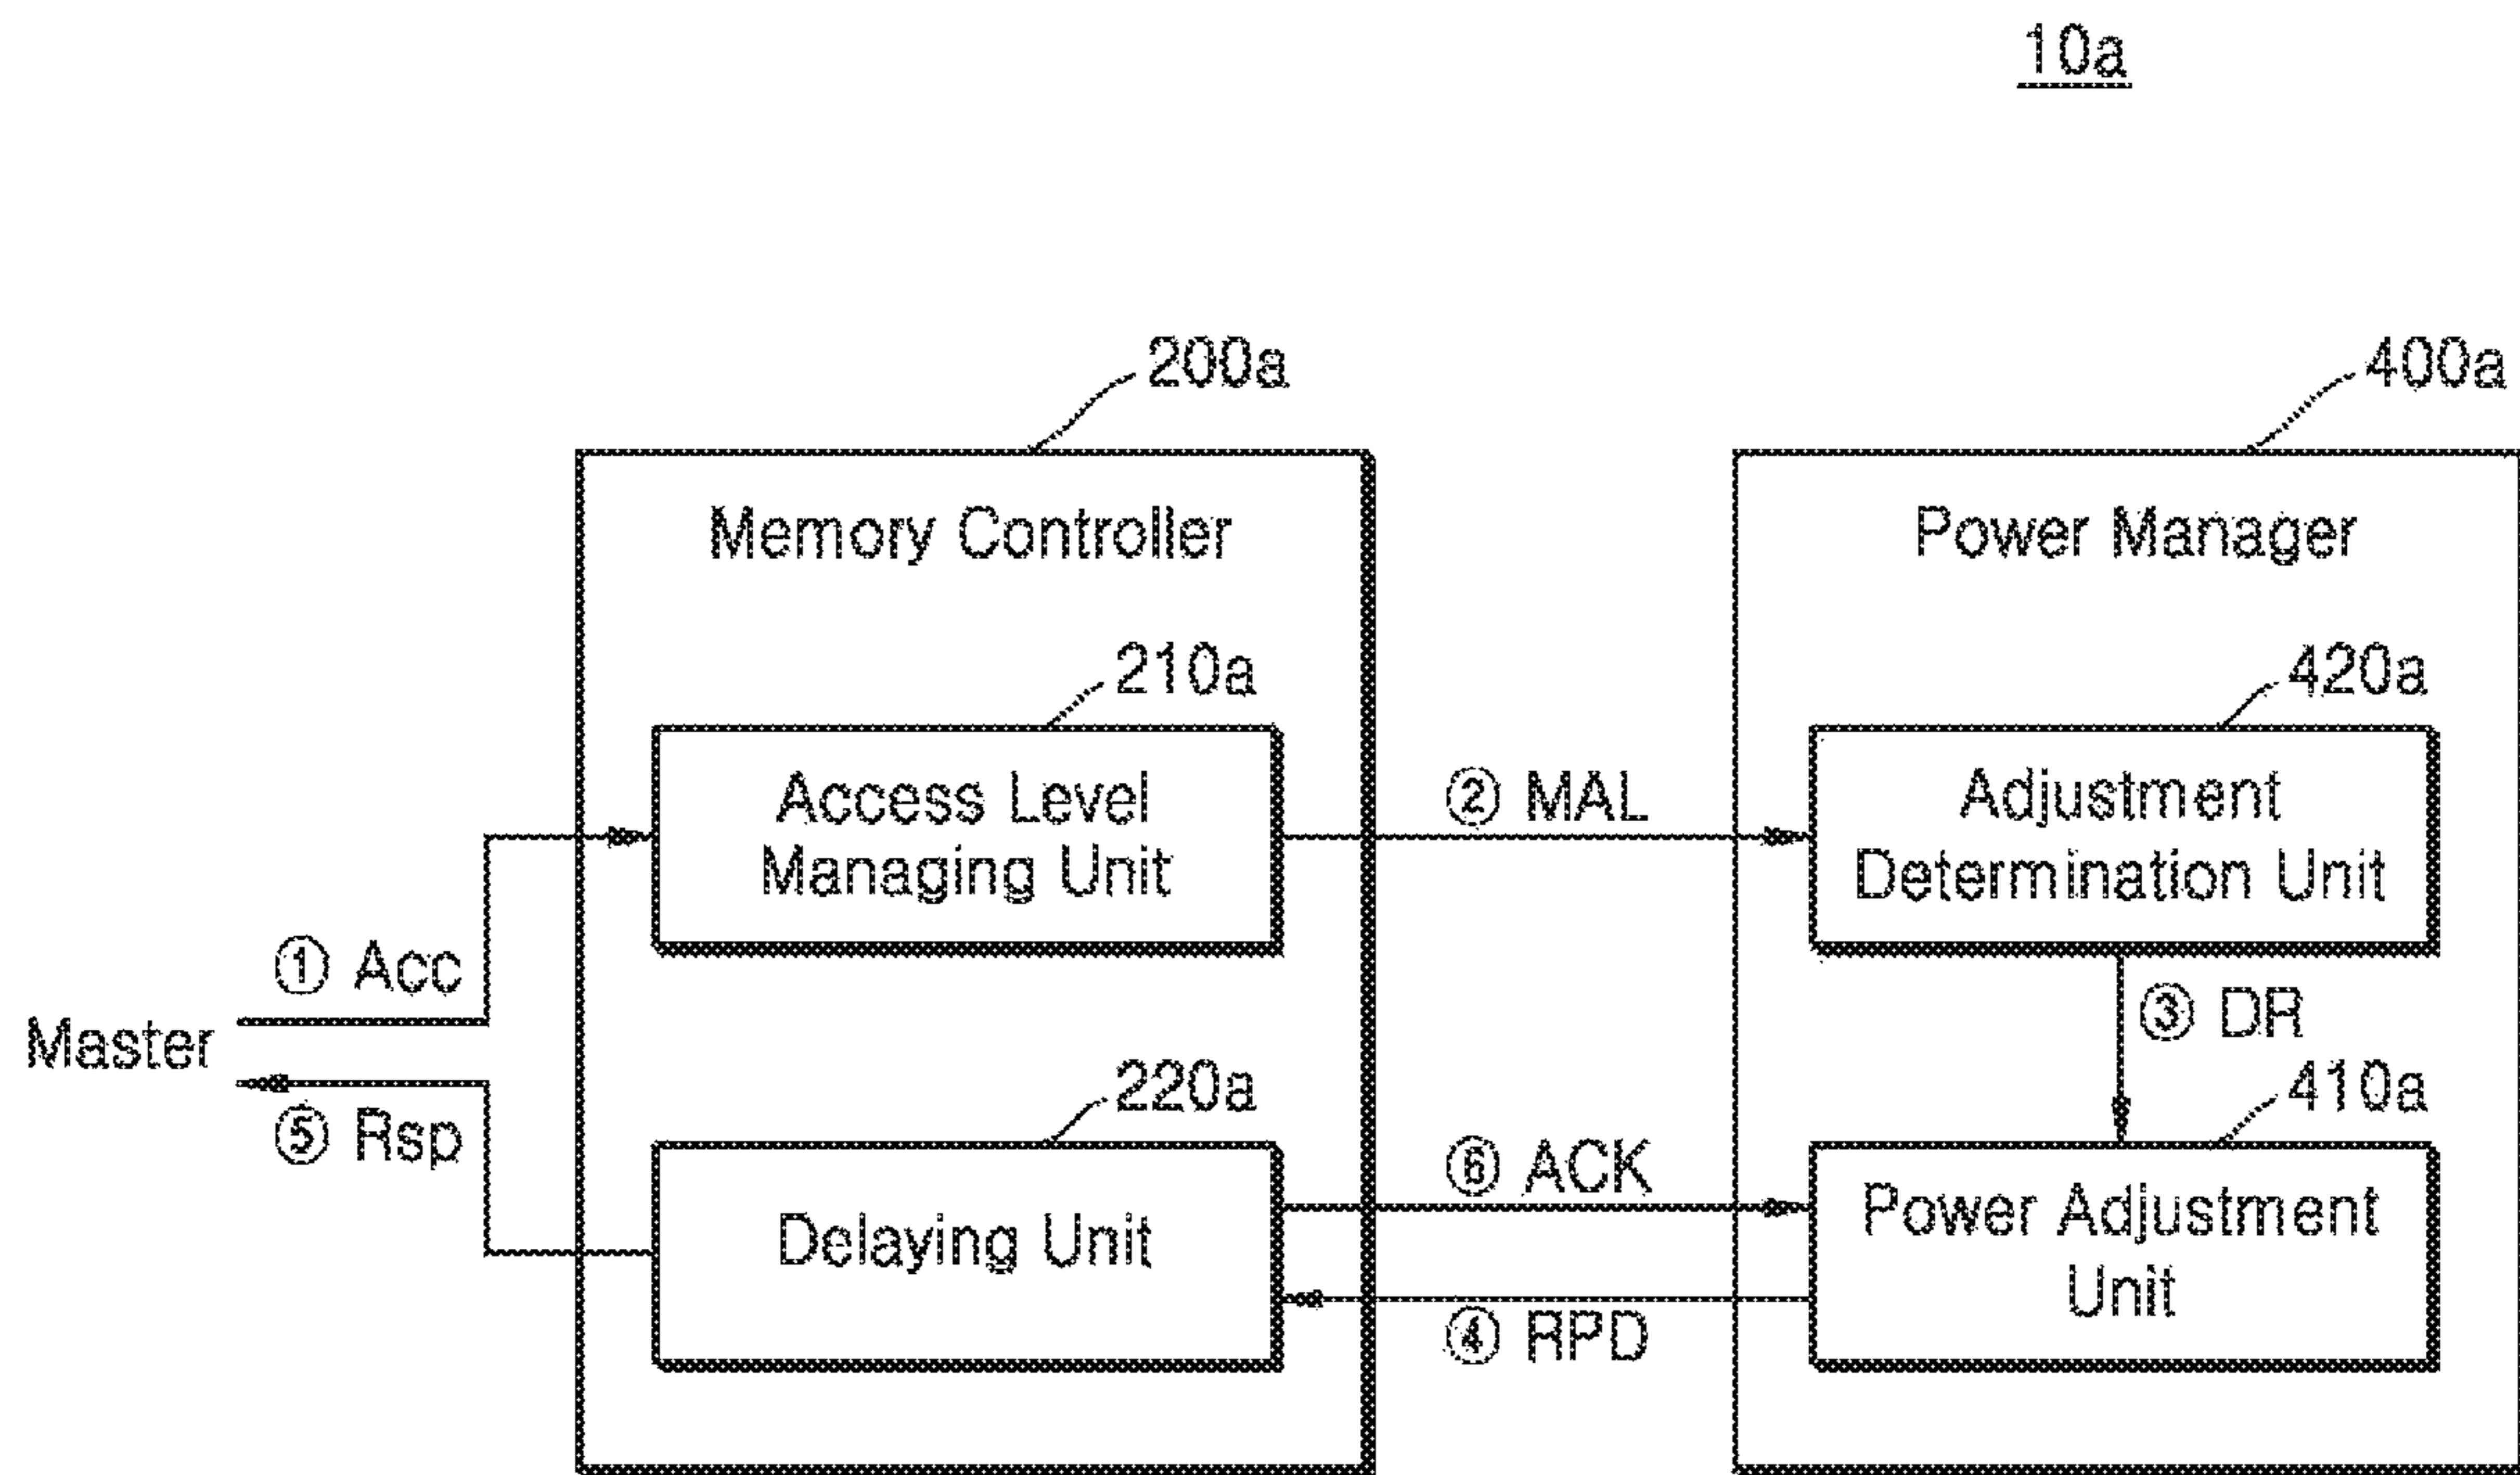 10a
200a
400a
Memory Controller
Power Manager
210a
420a
Access Level
Managing Unit
② MAL
Adjustment
Determination Unit
① Acc
③ DR
Master
220a
410a
⑤ Rsp
⑥ ACK
Delaying Unit
Power Adjustment
Unit
④ RPD